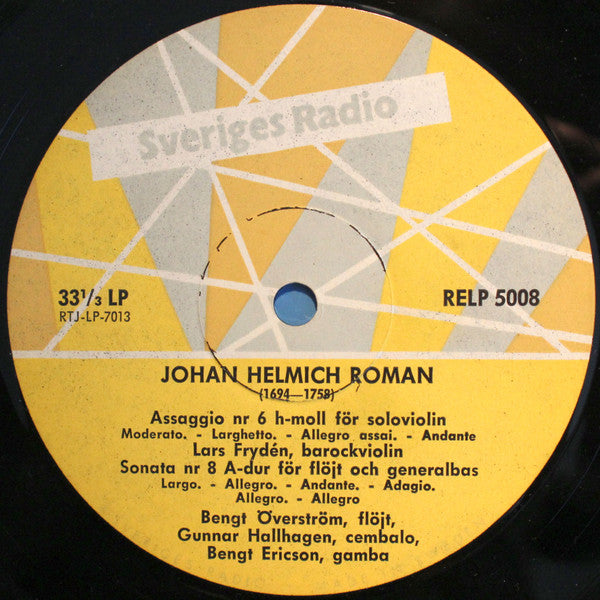 Sveriges Radio
33⅓ LP
RELP 5008
RTJ-LP-7013
JOHAN HELMICH ROMAN
(1694—1758)
Assaggio nr 6 h-moll för soloviolin
Moderato. - Larghetto. - Allegro assai. - Andante
Lars Frydén, barockviolin
Sonata nr 8 A-dur för flöjt och generalbas
Largo. - Allegro. - Andante. - Adagio.
Allegro. - Allegro
Bengt Överström, flöjt,
Gunnar Hallhagen, cembalo,
Bengt Ericson, gamba